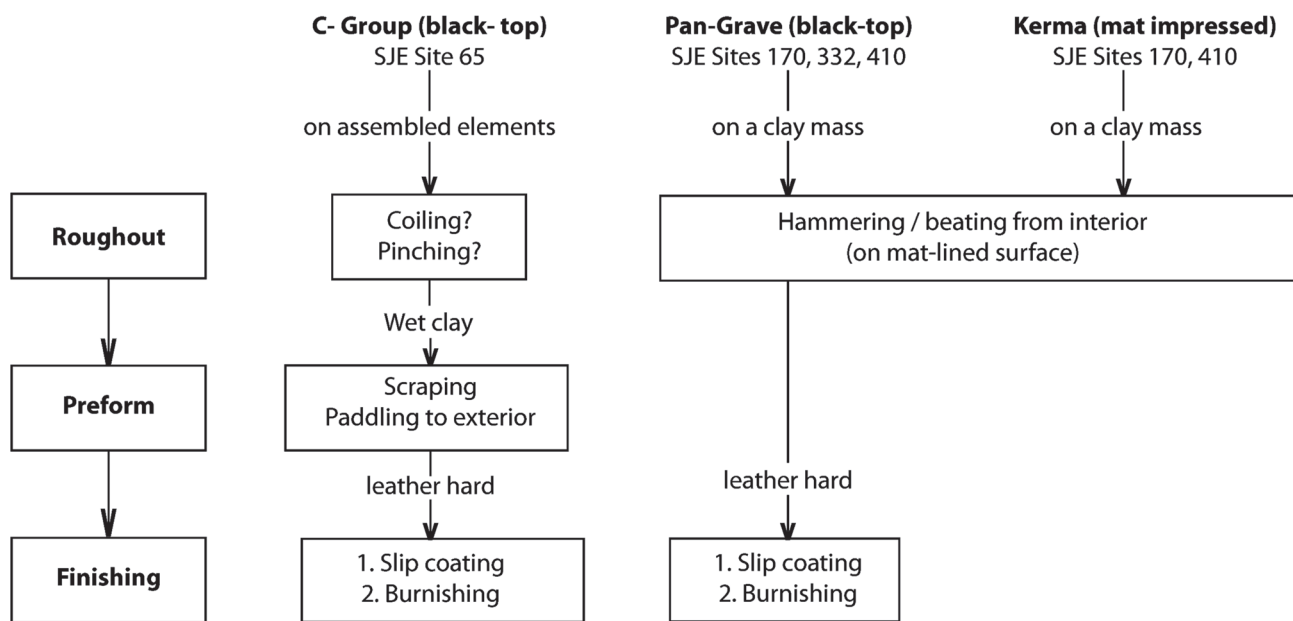 C- Group (black- top)
SJE Site 65
Pan-Grave (black-top)
SJE Sites 170, 332, 410
Kerma (mat impressed)
SJE Sites 170, 410
on assembled elements
on a clay mass
on a clay mass
Roughout
Coiling?
Pinching?
Hammering / beating from interior
(on mat-lined surface)
Wet clay
Preform
Scraping
Paddling to exterior
leather hard
leather hard
Finishing
1. Slip coating
2. Burnishing
1. Slip coating
2. Burnishing